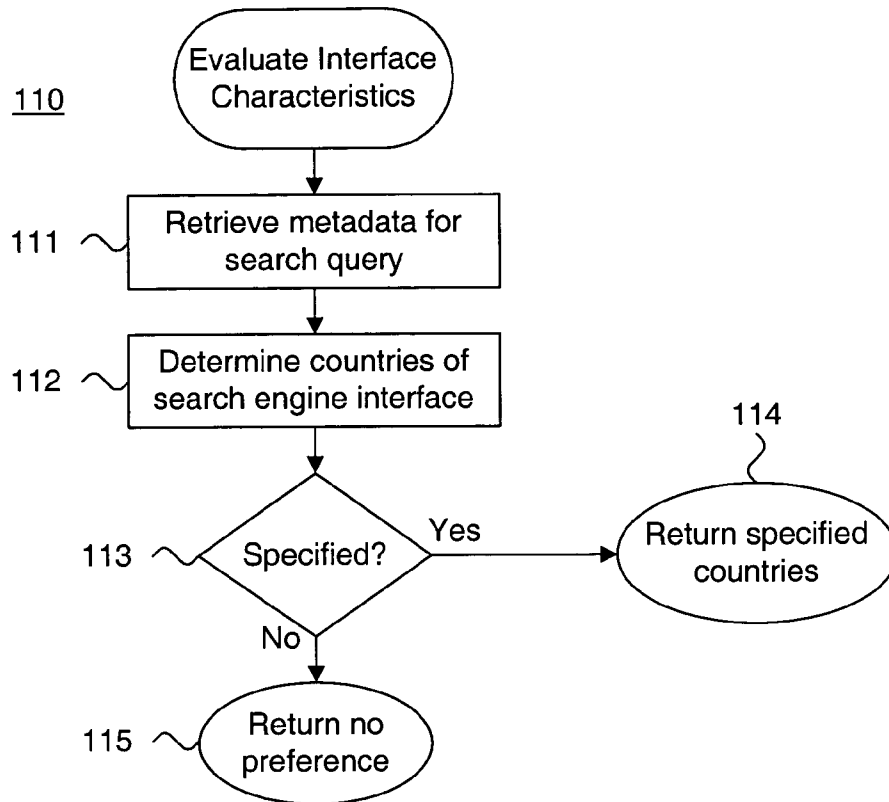 Evaluate Interface
Characteristics
110
Retrieve metadata for
search query
111
Determine countries of
search engine interface
112
114
Specified?
113
Yes
Return specified
countries
No
Return no
preference
115